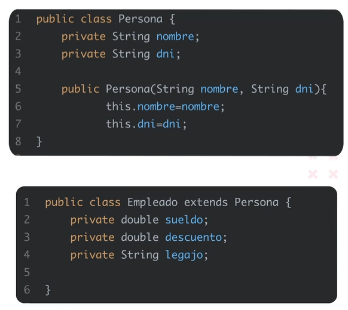 1 public class Persona {
2 private String nombre;
3 private String dni;
4
5 public Persona(String nombre, String dni){
6 this.nombre=nombre;
7 this.dni=dni;
8 }
1 public class Empleado extends Persona {
2 private double sueldo;
3 private double descuento;
4 private String legajo;
5
6 }